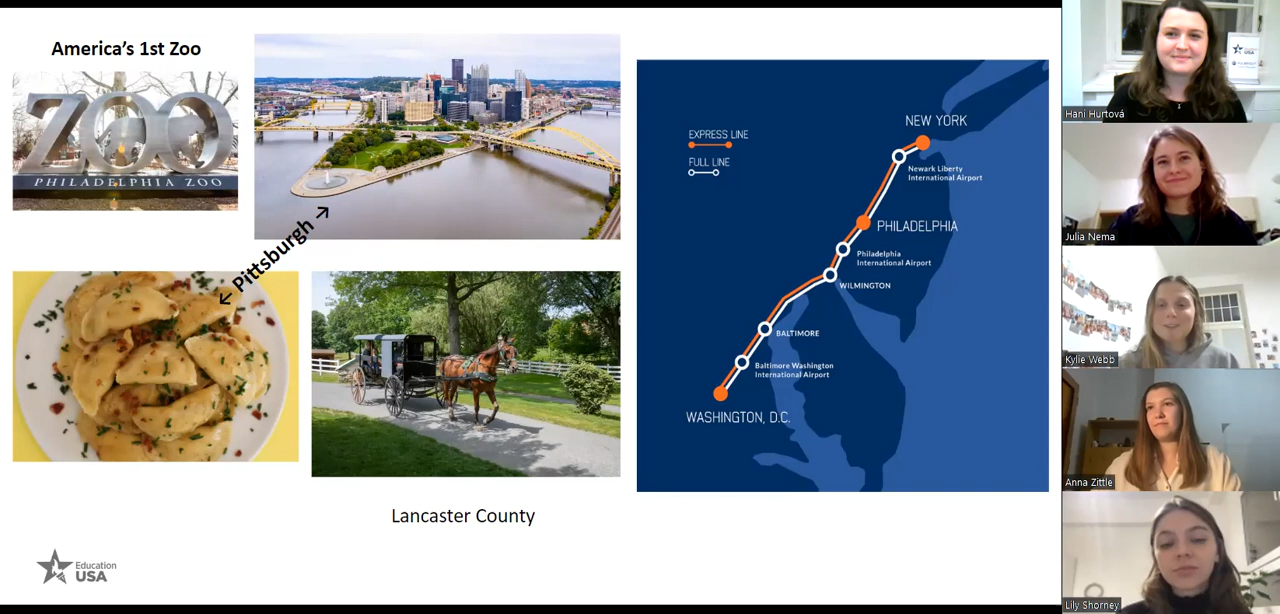 America's 1st Zoo
ZOO
PHILADELPHIA ZOO
Pittsburgh
Lancaster County
Education
USA
EXPRESS LINE
FULL LINE
NEW YORK
Newark Liberty
International Airport
PHILADELPHIA
Philadelphia
International Airport
WILMINGTON
BALTIMORE
Baltimore Washington
International Airport
WASHINGTON, D.C.
Hani Hurtová
USA
Julia Nema
Kylie Webb
Anna Zittle
Lily Shorney